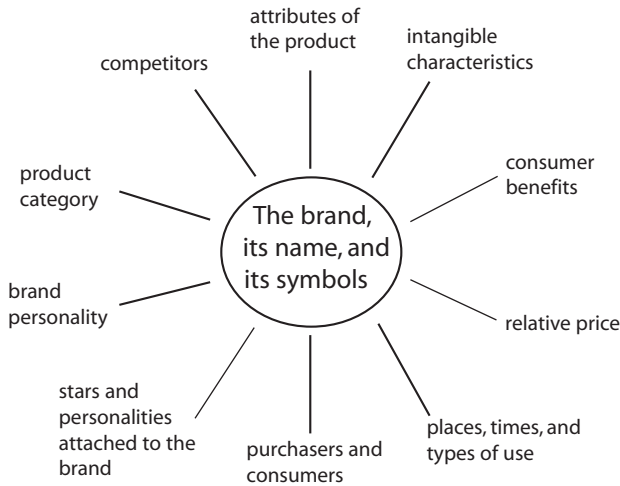 attributes of
the product
intangible
characteristics
competitors
consumer
benefits
product
category
The brand,
its name, and
its symbols
brand
personality
relative price
stars and
personalities
attached to the
brand
purchasers and
consumers
places, times, and
types of use